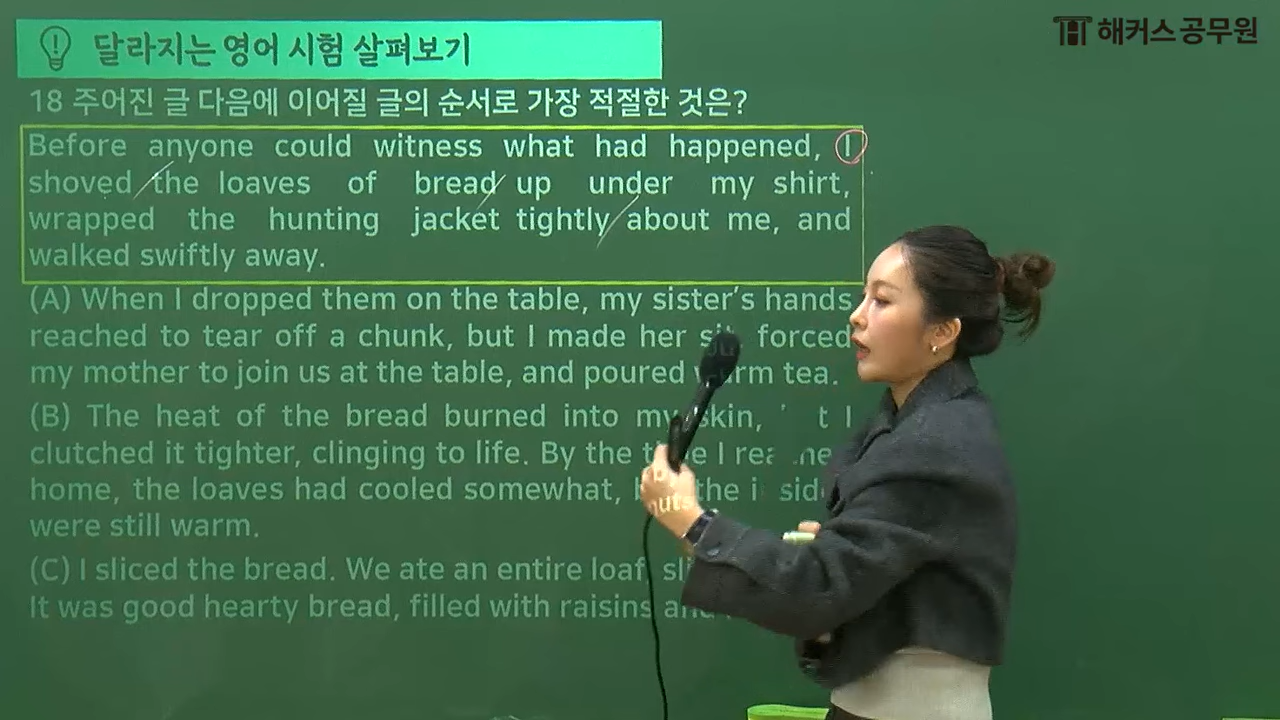 해커스공무원
달라지는 영어 시험 살펴보기
18 주어진 글 다음에 이어질 글의 순서로 가장 적절한 것은?
Before anyone could witness what had happened, I
shoved the loaves of bread up under my shirt,
wrapped the hunting jacket tightly about me, and
walked swiftly away.
(A) When I dropped them on the table, my sister's hands
reached to tear off a chunk, but I made her forced
my mother to join us at the table, and poured tea.
(B) The heat of the bread burned into my skin, I
clutched it tighter, clinging to life. By the I
home, the loaves had cooled somewhat, the
were still warm.
(C) I sliced the bread. We ate an entire loaf,
It was good hearty bread, filled with raisins